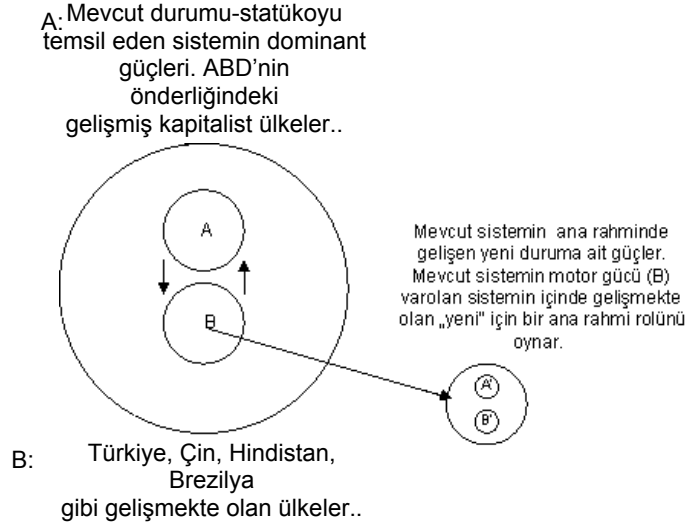 A: Mevcut durumu-statükoyu
temsil eden sistemin dominant
güçleri. ABD’nin
önderliğindeki
gelişmiş kapitalist ülkeler..
A
B
Mevcut sistemin ana rahminde
gelişen yeni duruma ait güçler.
Mevcut sistemin motor gücü (B)
varolan sistemin içinde gelişmekte
olan „yeni" için bir ana rahmi rolünü
oynar.
A'
B'
B: Türkiye, Çin, Hindistan,
Brezilya
gibi gelişmekte olan ülkeler..